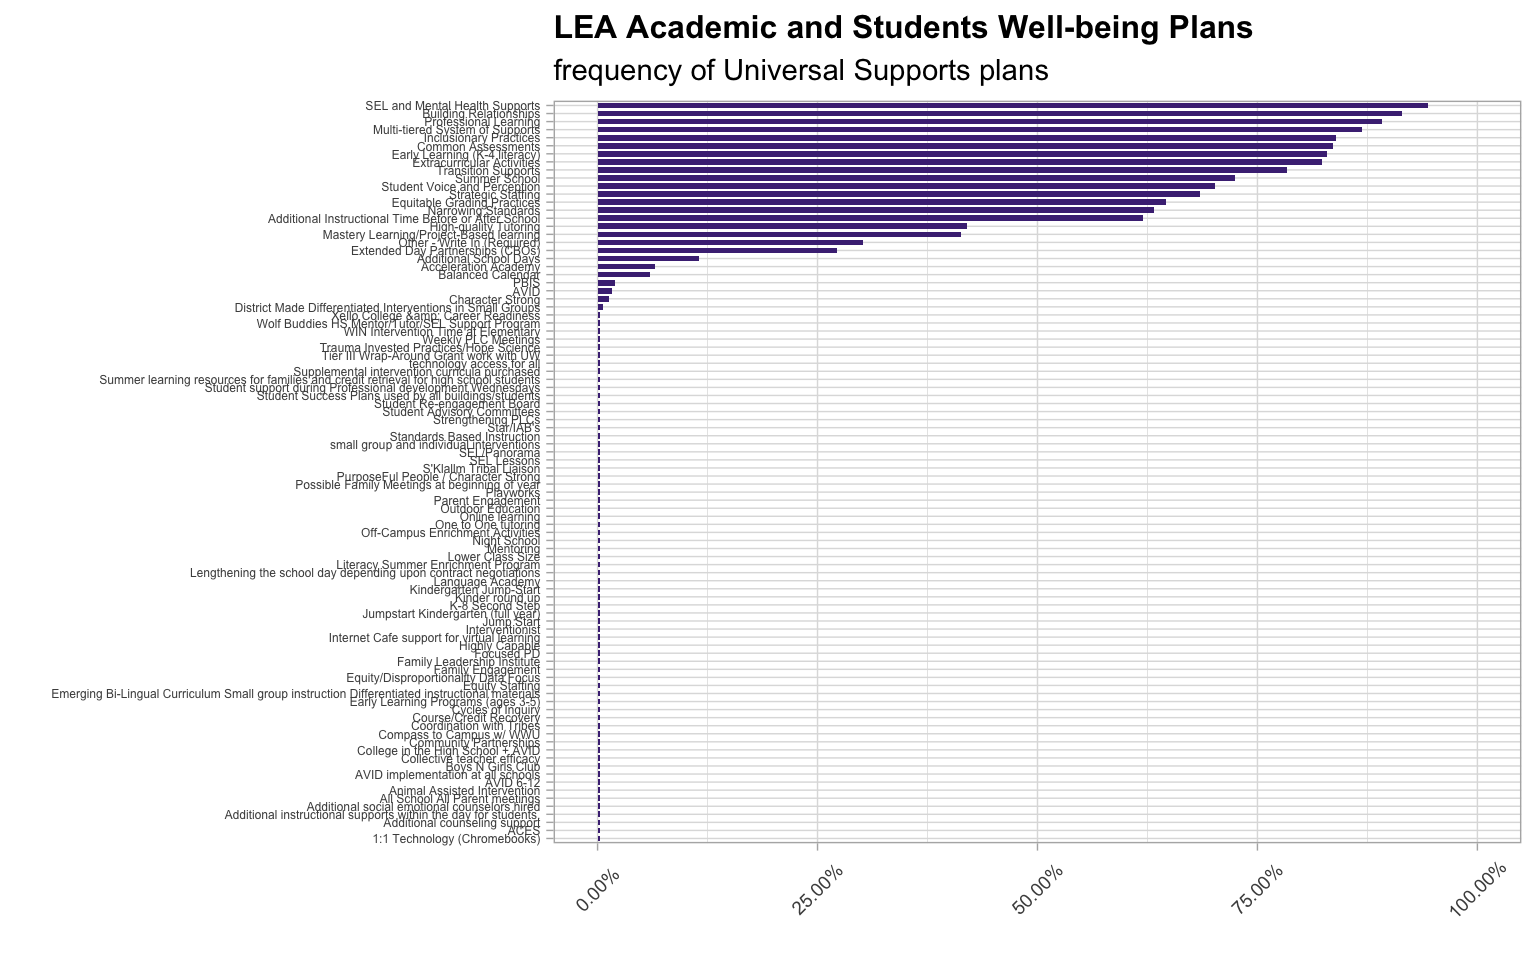 LEA Academic and Students Well-being Plans
frequency of Universal Supports plans
SEL and Mental Health Supports
Building Relationships
Professional Learning
Multi-tiered System of Supports
Inclusionary Practices
Common Assessments
Early Learning (K-4 literacy)
Extracurricular Activities
Transition Supports
Summer School
Student Voice and Perception
Strategic Staffing
Equitable Grading Practices
Narrowing Standards
Additional Instructional Time Before or After School
High-quality Tutoring
Mastery Learning/Project-Based learning
Other - Write In (Required)
Extended Day Partnerships (CBOs)
Additional School Days
Acceleration Academy
Balanced Calendar
PBIS
AVID
Character Strong
District Made Differentiated Interventions in Small Groups
Xello College &amp; Career Readiness
Wolf Buddies HS Mentor/Tutor/SEL Support Program
WIN Intervention Time at Elementary
Weekly PLC Meetings
Trauma Invested Practices/Hope Science
Tier III Wrap-Around Grant work with UW
technology access for all
Supplemental intervention curricula purchased
Summer learning resources for families and credit retrieval for high school students
Student support during Professional development Wednesdays
Student Success Plans used by all buildings/students
Student Re-engagement Board
Student Advisory Committees
Strengthening PLCs
Star/IAB's
Standards Based Instruction
small group and individual interventions
SEL/Panorama
SEL Lessons
S'Klallm Tribal Liaison
PurposeFul People / Character Strong
Possible Family Meetings at beginning of year
Playworks
Parent Engagement
Outdoor Education
Online learning
One to One tutoring
Off-Campus Enrichment Activities
Night School
Mentoring
Lower Class Size
Literacy Summer Enrichment Program
Lengthening the school day depending upon contract negotiations
Language Academy
Kindergarten Jump-Start
Kinder round up
K-8 Second Step
Jumpstart Kindergarten (full year)
Jump Start
Interventionist
Internet Cafe support for virtual learning
Highly Capable
Focused PD
Family Leadership Institute
Family Engagement
Equity/Disproportionality Data Focus
Equity Staffing
Emerging Bi-Lingual Curriculum Small group instruction Differentiated instructional materials
Early Learning Programs (ages 3-5)
Cycles of Inquiry
Course/Credit Recovery
Coordination with Tribes
Compass to Campus w/ WWU
Community Partnerships
College in the High School + AVID
Collective teacher efficacy
Boys N Girls Club
AVID implementation at all schools
AVID 6-12
Animal Assisted Intervention
All School All Parent meetings
Additional social emotional counselors hired
Additional instructional supports within the day for students.
Additional counseling support
ACES
1:1 Technology (Chromebooks)
0.00%
25.00%
50.00%
75.00%
100.00%